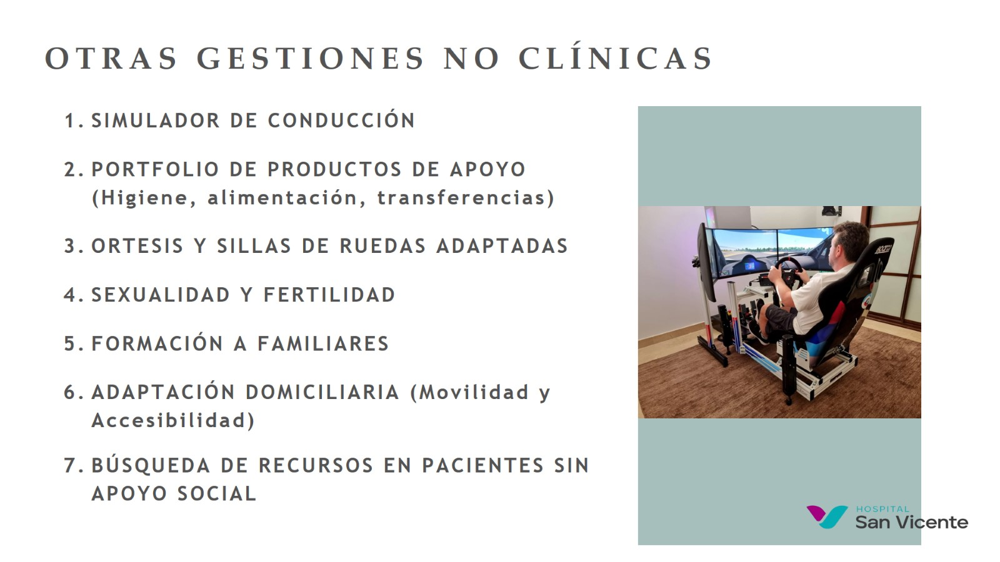 OTRAS GESTIONES NO CLÍNICAS
1. SIMULADOR DE CONDUCCIÓN
2. PORTFOLIO DE PRODUCTOS DE APOYO
(Higiene, alimentación, transferencias)
3. ORTESIS Y SILLAS DE RUEDAS ADAPTADAS
4. SEXUALIDAD Y FERTILIDAD
5. FORMACIÓN A FAMILIARES
6. ADAPTACIÓN DOMICILIARIA (Movilidad y
Accesibilidad)
7. BÚSQUEDA DE RECURSOS EN PACIENTES SIN
APOYO SOCIAL
HOSPITAL
San Vicente